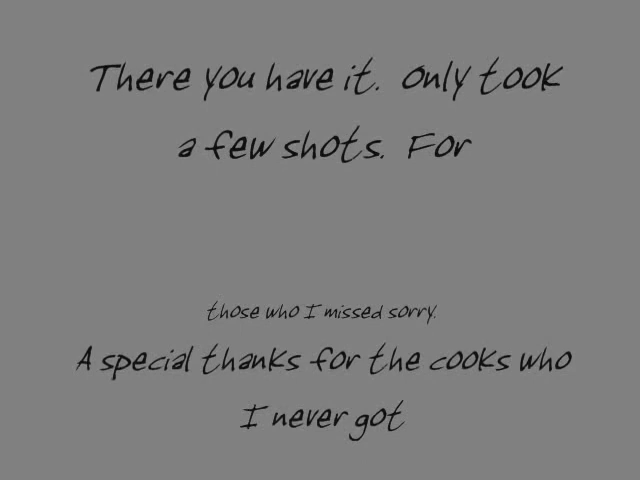 There you have it. Only took
a few shots. For
those who I missed sorry.
A special thanks for the cooks who
I never got